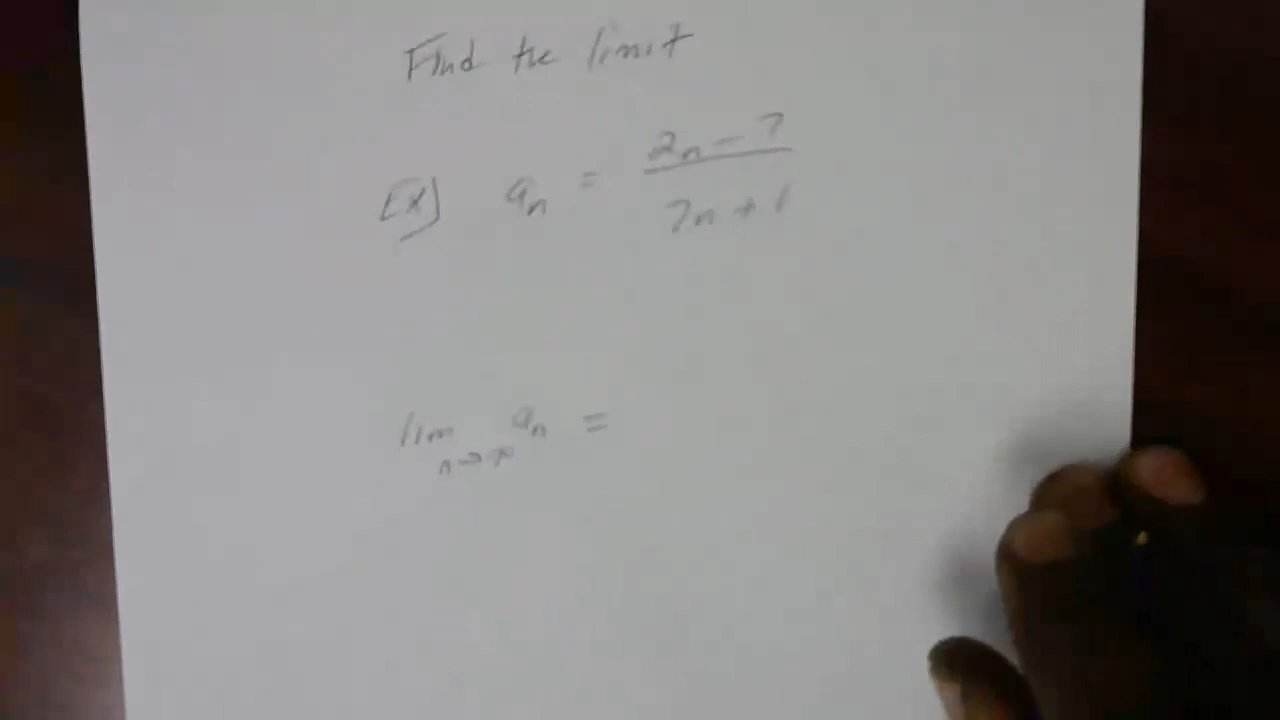 Find the limit
Ex) aₙ = (2n - 7)/(7n + 1)
lim n→∞ aₙ =